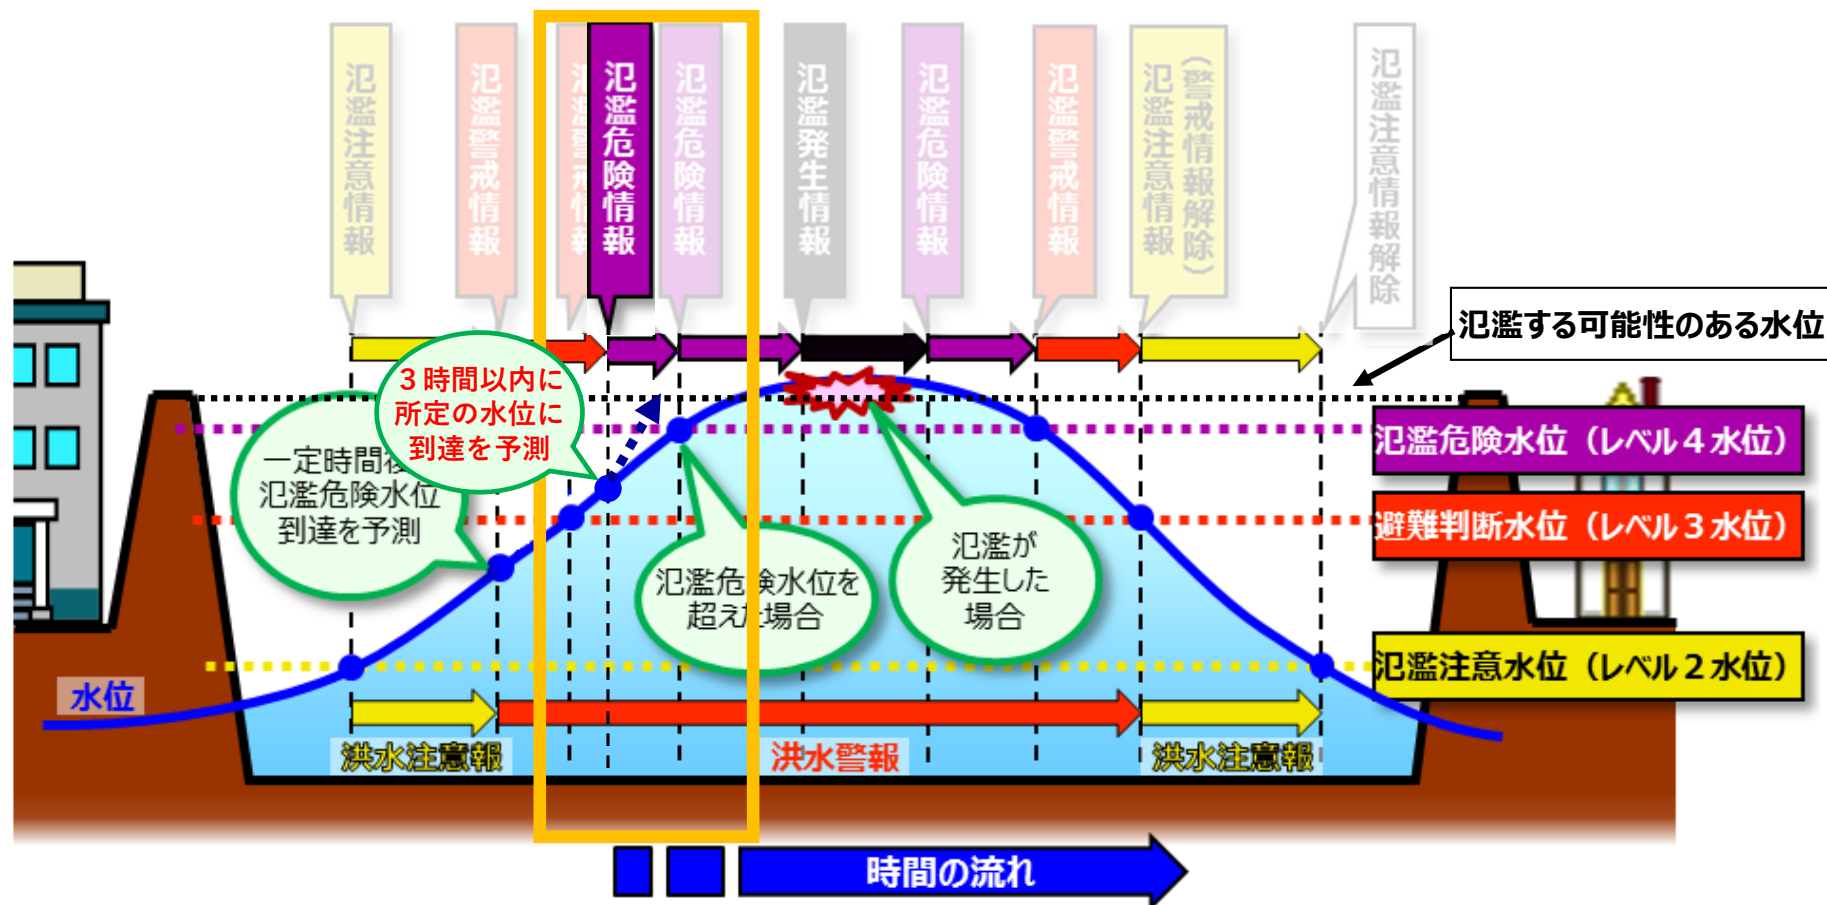 氾濫注意情報
氾濫警戒情報
氾濫警戒情報
氾濫危険情報
氾濫危険情報
氾濫発生情報
氾濫危険情報
氾濫警戒情報
氾濫注意情報
(警戒情報解除)
氾濫注意情報解除
氾濫する可能性のある水位
3時間以内に
所定の水位に
到達を予測
一定時間後
氾濫危険水位
到達を予測
氾濫危険水位を
超えた場合
氾濫が
発生した
場合
氾濫危険水位(レベル4水位)
避難判断水位(レベル3水位)
氾濫注意水位(レベル2水位)
水位
洪水注意報
洪水警報
洪水注意報
時間の流れ